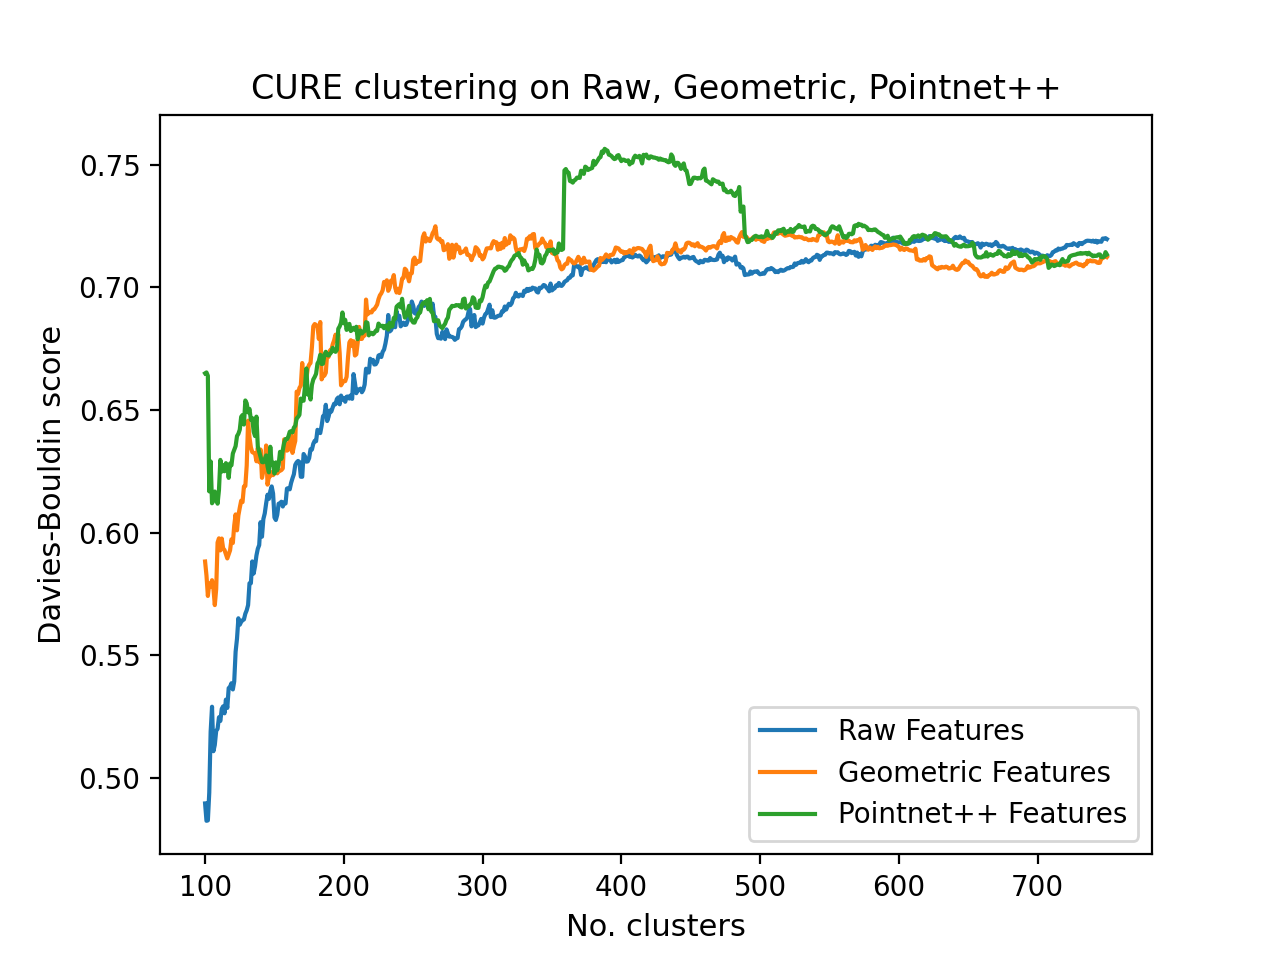 CURE clustering on Raw, Geometric, Pointnet++
0.75
0.70
0.65
0.60
0.55
0.50
Davies-Bouldin score
Raw Features
Geometric Features
Pointnet++ Features
100 200 300 400 500 600 700
No. clusters